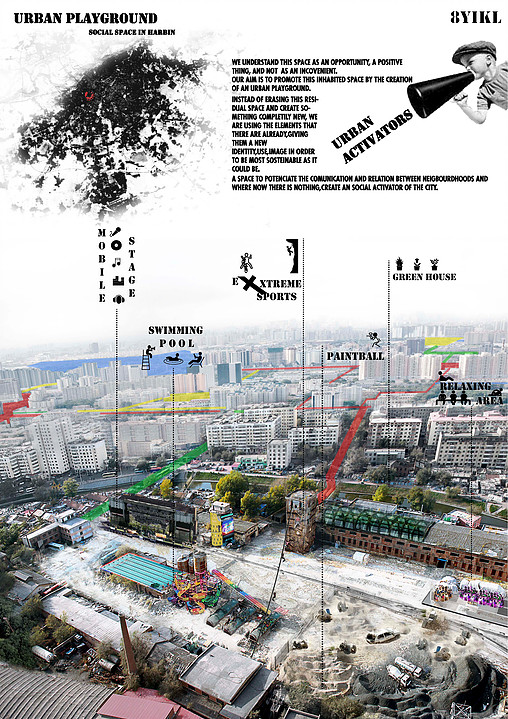 URBAN PLAYGROUND
8YIKL
SOCIAL SPACE IN HARBIN
WE UNDERSTAND THIS SPACE AS AN OPPORTUNITY, A POSITIVE
THING, AND NOT AS AN INCOVENIENT.
OUR AIM IS TO PROMOTE THIS INHABITED SPACE BY THE CREATION
OF AN URBAN PLAYGROUND.
INSTEAD OF ERASING THIS RESI-
DUAL SPACE AND CREATE SO-
METHING COMPLETILY NEW, WE
ARE USING THE ELEMENTS THAT
THERE ARE ALREADY,GIVING
THEM A NEW
IDENTITY,USE,IMAGE IN ORDER
TO BE MOST SOSTEINABLE AS IT
COULD BE.
A SPACE TO POTENCIATE THE COMUNICATION AND RELATION BETWEEN NEIGBOURDHOODS AND
WHERE NOW THERE IS NOTHING,CREATE AN SOCIAL ACTIVATOR OF THE CITY.
URBAN
ACTIVATORS
MOBILE
STAGE
EXTREME
SPORTS
GREEN HOUSE
SWIMMING
POOL
PAINTBALL
RELAXING
AREA